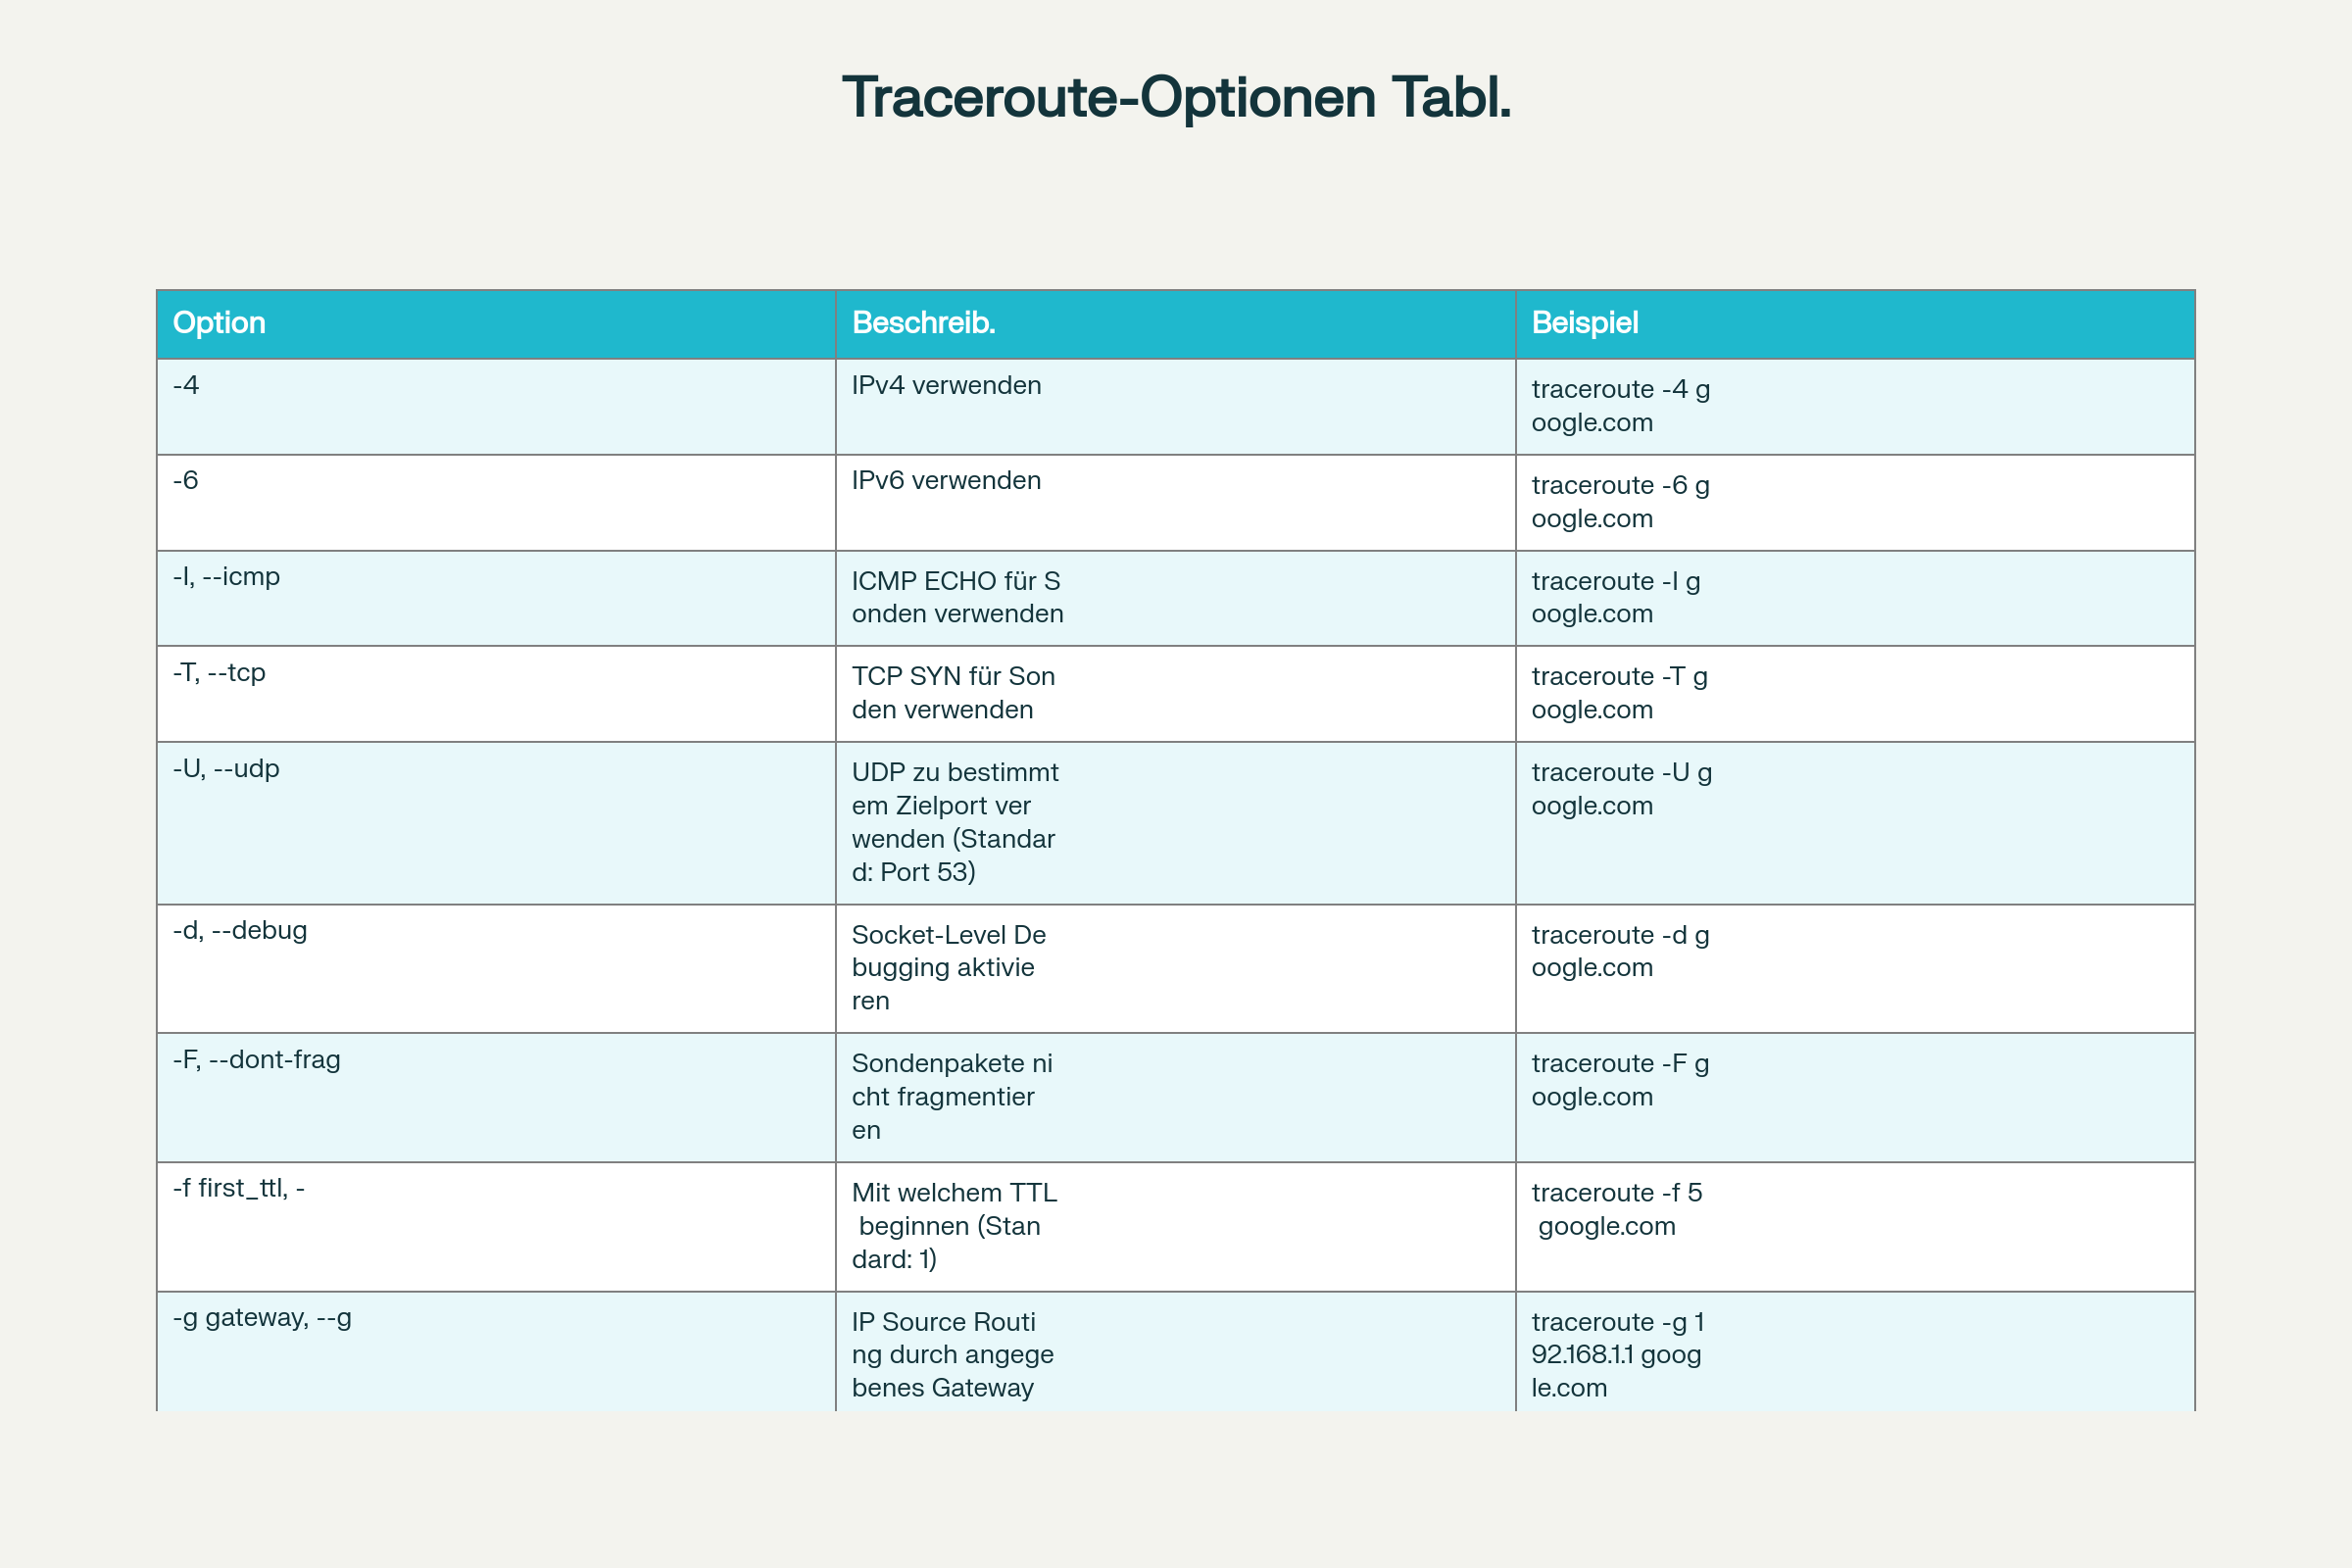 Traceroute-Optionen Tabl.
Option
Beschreib.
Beispiel
-4
IPv4 verwenden
traceroute -4 g
oogle.com
-6
IPv6 verwenden
traceroute -6 g
oogle.com
-I, --icmp
ICMP ECHO für S
onden verwenden
traceroute -I g
oogle.com
-T, --tcp
TCP SYN für Son
den verwenden
traceroute -T g
oogle.com
-U, --udp
UDP zu bestimmt
em Zielport ver
wenden (Standar
d: Port 53)
traceroute -U g
oogle.com
-d, --debug
Socket-Level De
bugging aktivie
ren
traceroute -d g
oogle.com
-F, --dont-frag
Sondenpakete ni
cht fragmentier
en
traceroute -F g
oogle.com
-f first_ttl, -
Mit welchem TTL
beginnen (Stan
dard: 1)
traceroute -f 5
google.com
-g gateway, --g
IP Source Routi
ng durch angege
benes Gateway
traceroute -g 1
92.168.1.1 goog
le.com